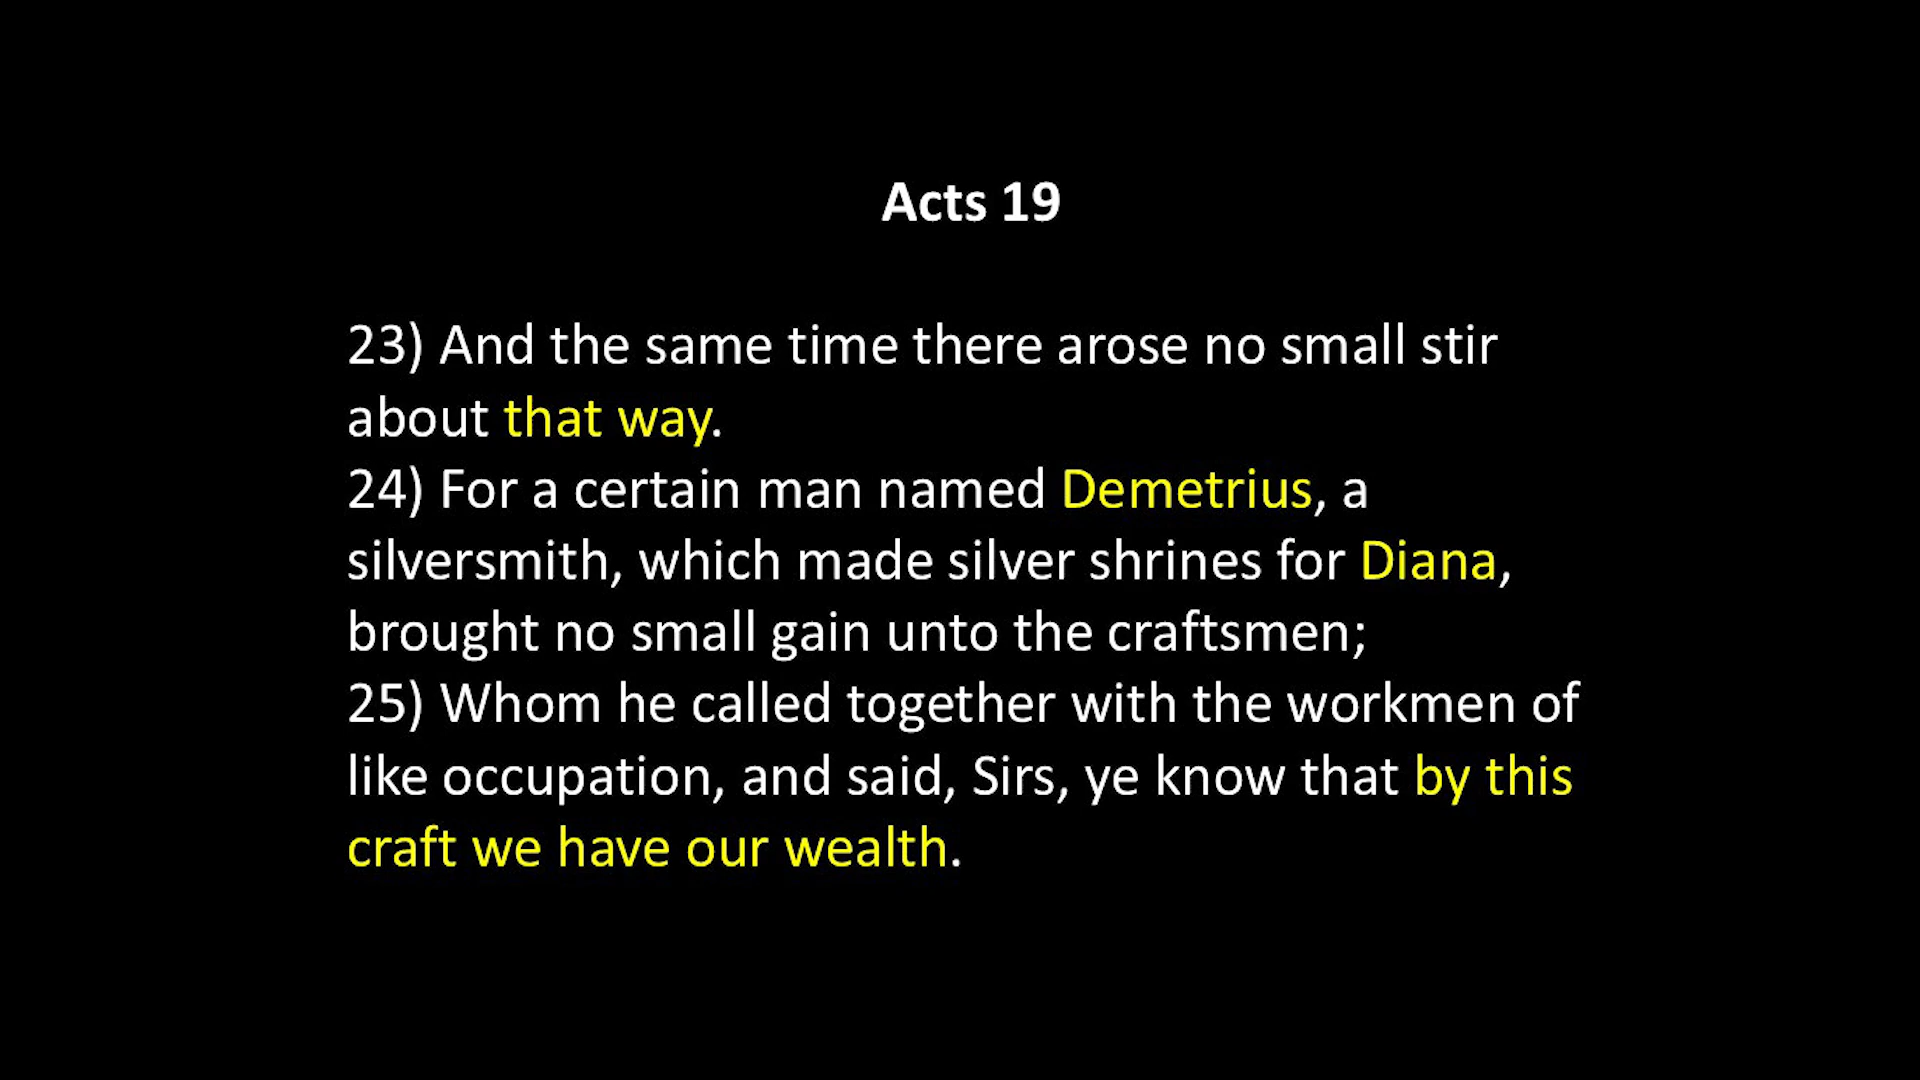 Acts 19
23) And the same time there arose no small stir
about that way.
24) For a certain man named Demetrius, a
silversmith, which made silver shrines for Diana,
brought no small gain unto the craftsmen;
25) Whom he called together with the workmen of
like occupation, and said, Sirs, ye know that by this
craft we have our wealth.